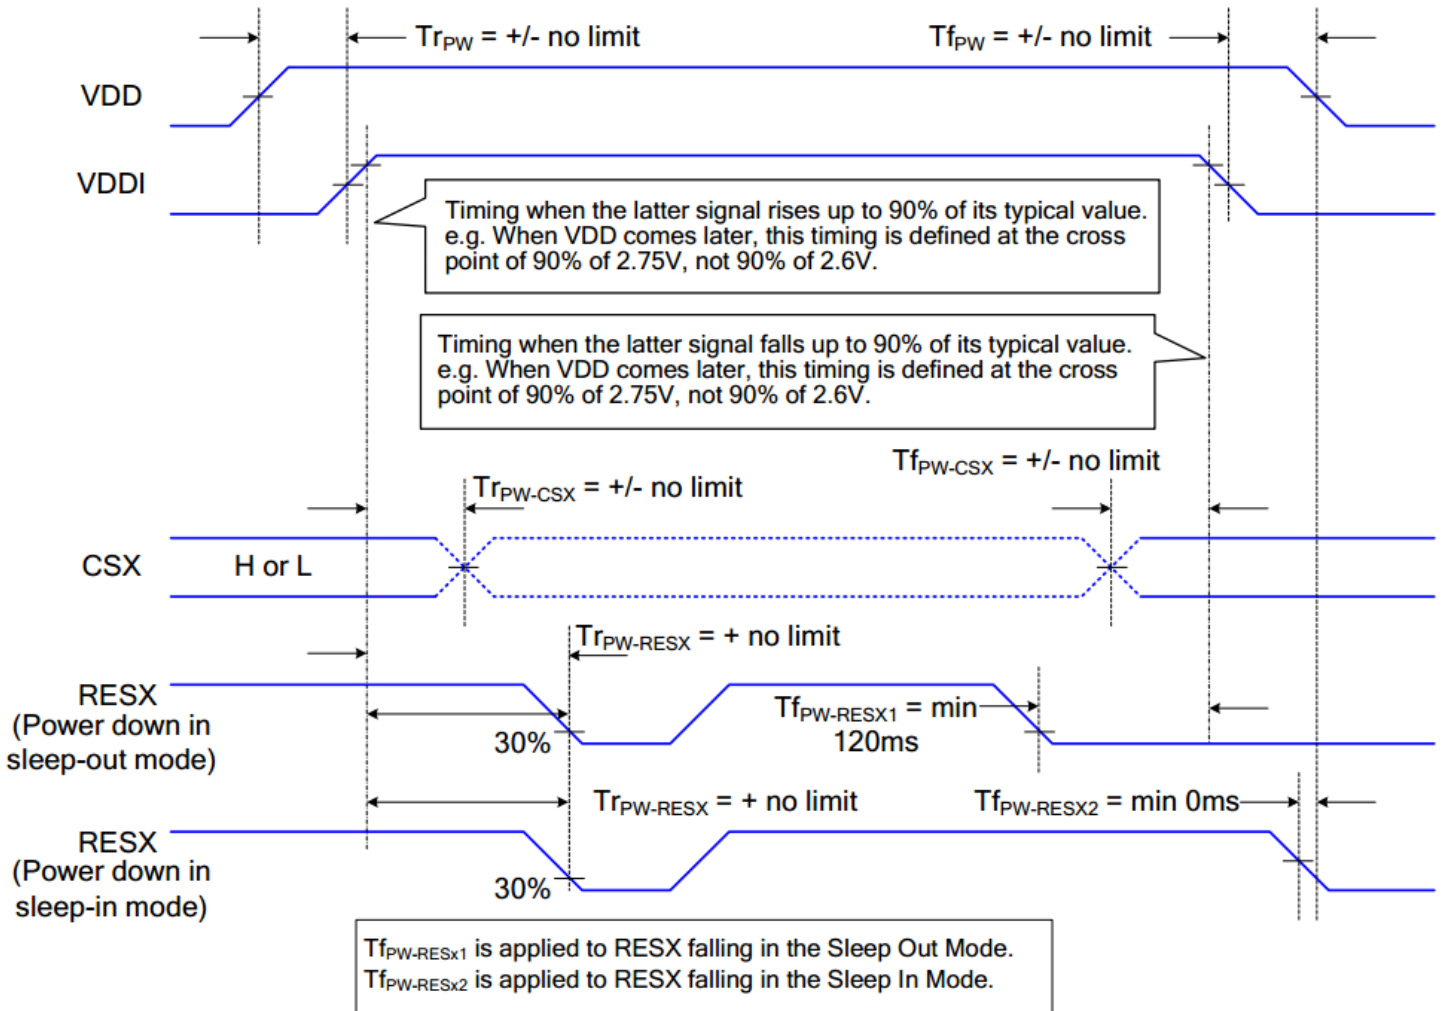 TrPW = +/- no limit
TfPW = +/- no limit
VDD
VDDI
Timing when the latter signal rises up to 90% of its typical value.
e.g. When VDD comes later, this timing is defined at the cross
point of 90% of 2.75V, not 90% of 2.6V.
Timing when the latter signal falls up to 90% of its typical value.
e.g. When VDD comes later, this timing is defined at the cross
point of 90% of 2.75V, not 90% of 2.6V.
TfPW-CSX = +/- no limit
TrPW-CSX = +/- no limit
CSX
H or L
TrPW-RESX = + no limit
RESX
(Power down in
sleep-out mode)
30%
TfPW-RESX1 = min
120ms
TrPW-RESX = + no limit
TfPW-RESX2 = min 0ms
RESX
(Power down in
sleep-in mode)
30%
TfPW-RESx1 is applied to RESX falling in the Sleep Out Mode.
TfPW-RESx2 is applied to RESX falling in the Sleep In Mode.